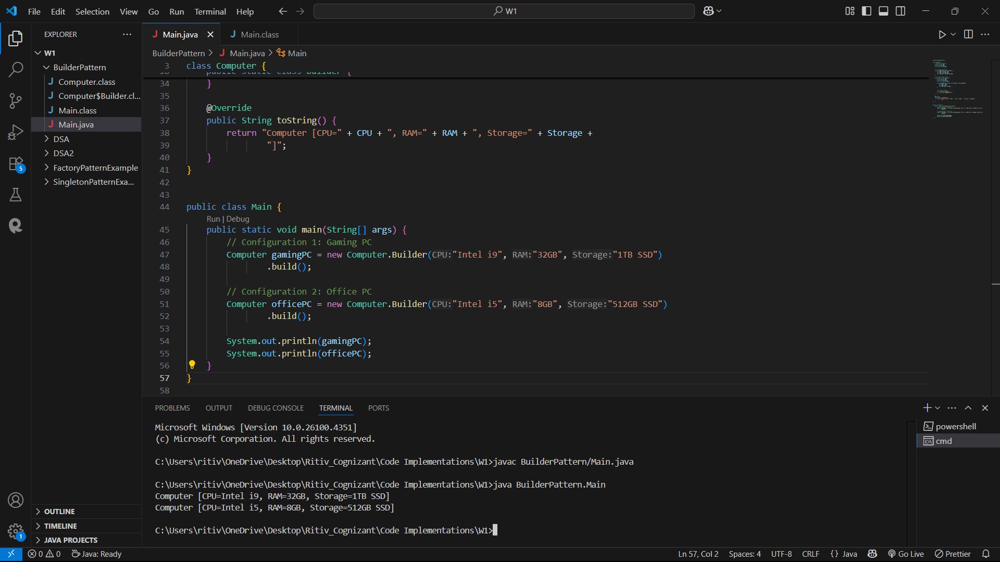 File Edit Selection View Go Run Terminal Help
W1
EXPLORER
W1
BuilderPattern
Computer.class
Computer$Builder.cl...
Main.class
Main.java
DSA
DSA2
FactoryPatternExample
SingletonPatternExa...
OUTLINE
TIMELINE
JAVA PROJECTS
5
1
Main.java
Main.class
BuilderPattern > Main.java > Main
3 class Computer {
public static class Builder {
34 }
35
36 @Override
37 public String toString() {
38 return "Computer [CPU=" + CPU + ", RAM=" + RAM + ", Storage=" + Storage +
39 "]";
40 }
41 }
42
43
44 public class Main {
Run | Debug
45 public static void main(String[] args) {
46 // Configuration 1: Gaming PC
47 Computer gamingPC = new Computer.Builder(CPU:"Intel i9", RAM:"32GB", Storage:"1TB SSD")
48 .build();
49
50 // Configuration 2: Office PC
51 Computer officePC = new Computer.Builder(CPU:"Intel i5", RAM:"8GB", Storage:"512GB SSD")
52 .build();
53
54 System.out.println(gamingPC);
55 System.out.println(officePC);
56 }
57 }
58
PROBLEMS OUTPUT DEBUG CONSOLE TERMINAL PORTS
Microsoft Windows [Version 10.0.26100.4351]
(c) Microsoft Corporation. All rights reserved.
C:\Users\ritiv\OneDrive\Desktop\Ritiv_Cognizant\Code Implementations\W1>javac BuilderPattern/Main.java
C:\Users\ritiv\OneDrive\Desktop\Ritiv_Cognizant\Code Implementations\W1>java BuilderPattern.Main
Computer [CPU=Intel i9, RAM=32GB, Storage=1TB SSD]
Computer [CPU=Intel i5, RAM=8GB, Storage=512GB SSD]
C:\Users\ritiv\OneDrive\Desktop\Ritiv_Cognizant\Code Implementations\W1>
powershell
cmd
0 0 Java: Ready
Ln 57, Col 2 Spaces: 4 UTF-8 CRLF {} Java Go Live Prettier